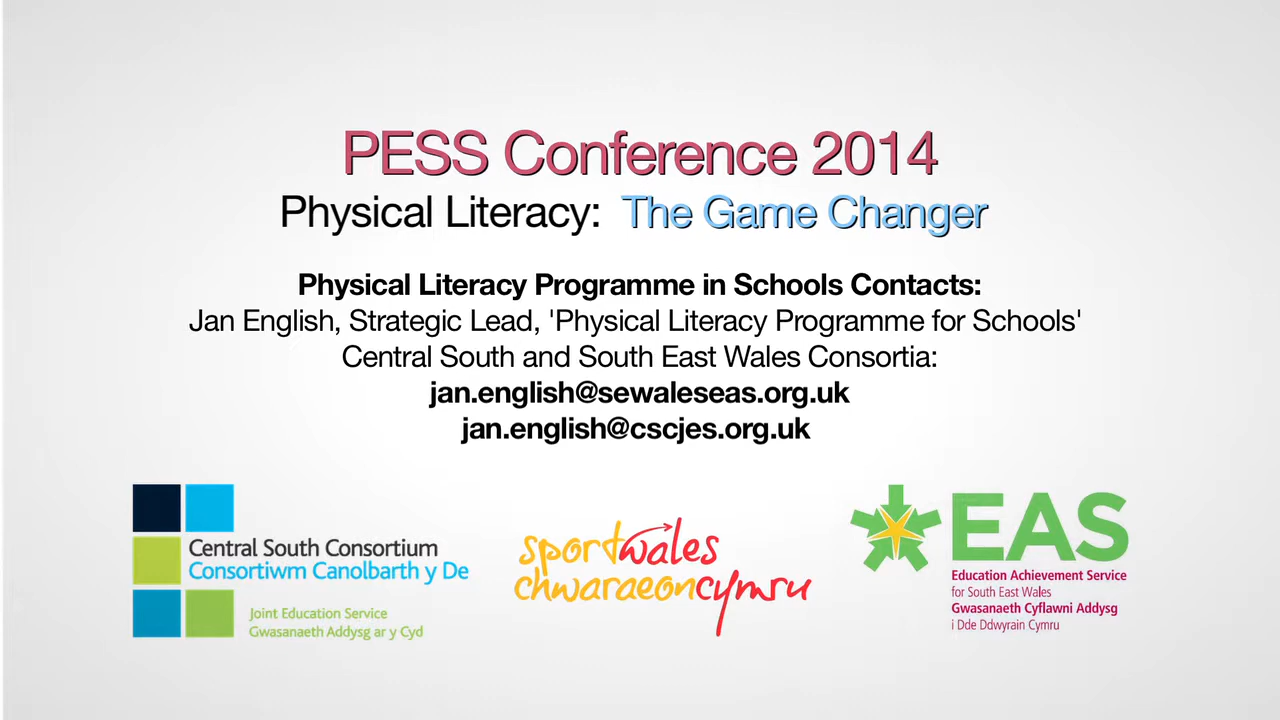 PESS Conference 2014
Physical Literacy: The Game Changer
Physical Literacy Programme in Schools Contacts:
Jan English, Strategic Lead, 'Physical Literacy Programme for Schools'
Central South and South East Wales Consortia:
jan.english@sewaleseas.org.uk
jan.english@cscjes.org.uk
Central South Consortium
Consortiwm Canolbarth y De
Joint Education Service
Gwasanaeth Addysg ar y Cyd
sportwales
chwaraeoncymru
EAS
Education Achievement Service
for South East Wales
Gwasanaeth Cyflawni Addysg
i Dde Ddwyrain Cymru